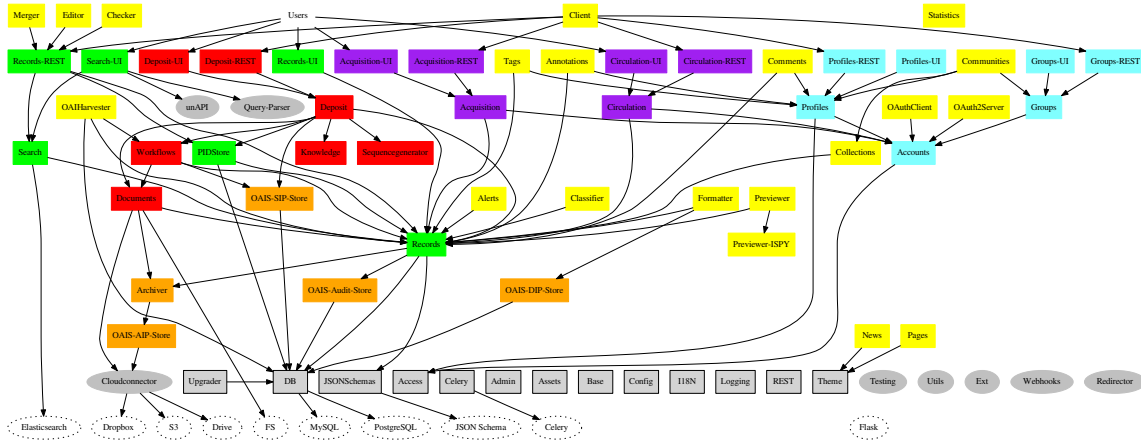 Merger
Editor
Checker
Users
Client
Statistics
Records-REST
Search-UI
Deposit-UI
Deposit-REST
Records-UI
Acquisition-UI
Acquisition-REST
Tags
Annotations
Circulation-UI
Circulation-REST
Comments
Profiles-REST
Profiles-UI
Communities
Groups-UI
Groups-REST
OAIHarvester
unAPI
Query-Parser
Deposit
Acquisition
Circulation
Profiles
OAuthClient
OAuth2Server
Groups
Search
Workflows
PIDStore
Knowledge
Sequencegenerator
Collections
Accounts
Documents
OAIS-SIP-Store
Alerts
Classifier
Formatter
Previewer
Records
Previewer-ISPY
Archiver
OAIS-Audit-Store
OAIS-DIP-Store
OAIS-AIP-Store
News
Pages
Cloudconnector
Upgrader
DB
JSONSchemas
Access
Celery
Admin
Assets
Base
Config
I18N
Logging
REST
Theme
Testing
Utils
Ext
Webhooks
Redirector
Elasticsearch
Dropbox
S3
Drive
FS
MySQL
PostgreSQL
JSON Schema
Celery
Flask